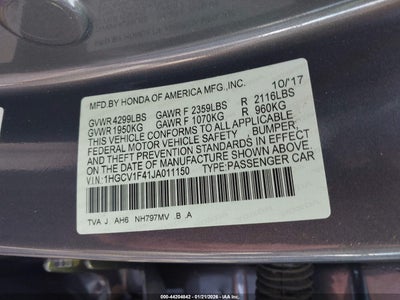 MFD.BY HONDA OF AMERICA MFG.,INC. 10/'17
GVWR 4299LBS GAWR F 2359LBS R 2116LBS
GVWR 1950KG GAWR F 1070KG R 960KG
THIS VEHICLE CONFORMS TO ALL APPLICABLE
FEDERAL MOTOR VEHICLE SAFETY , BUMPER,
AND THEFT PREVENTION STANDARDS IN EFFECT ON
THE DATE OF MANUFACTURE SHOWN ABOVE.
V.I.N: 1HGCV1F41JA011150 TYPE:PASSENGER CAR
TVA J AH6 NH797MV .B .A
000-44204842 - 01/21/2026 - IAA Inc.